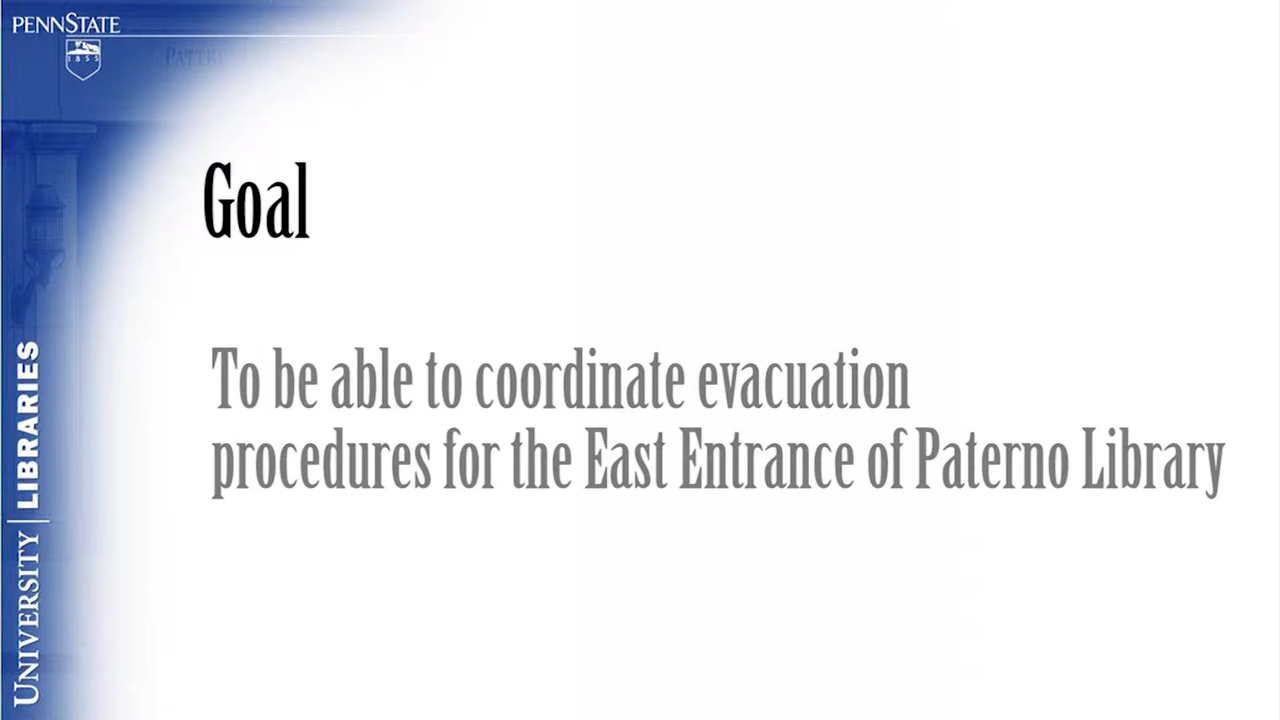 PENNSTATE
1855
Goal
To be able to coordinate evacuation
procedures for the East Entrance of Paterno Library
UNIVERSITY | LIBRARIES